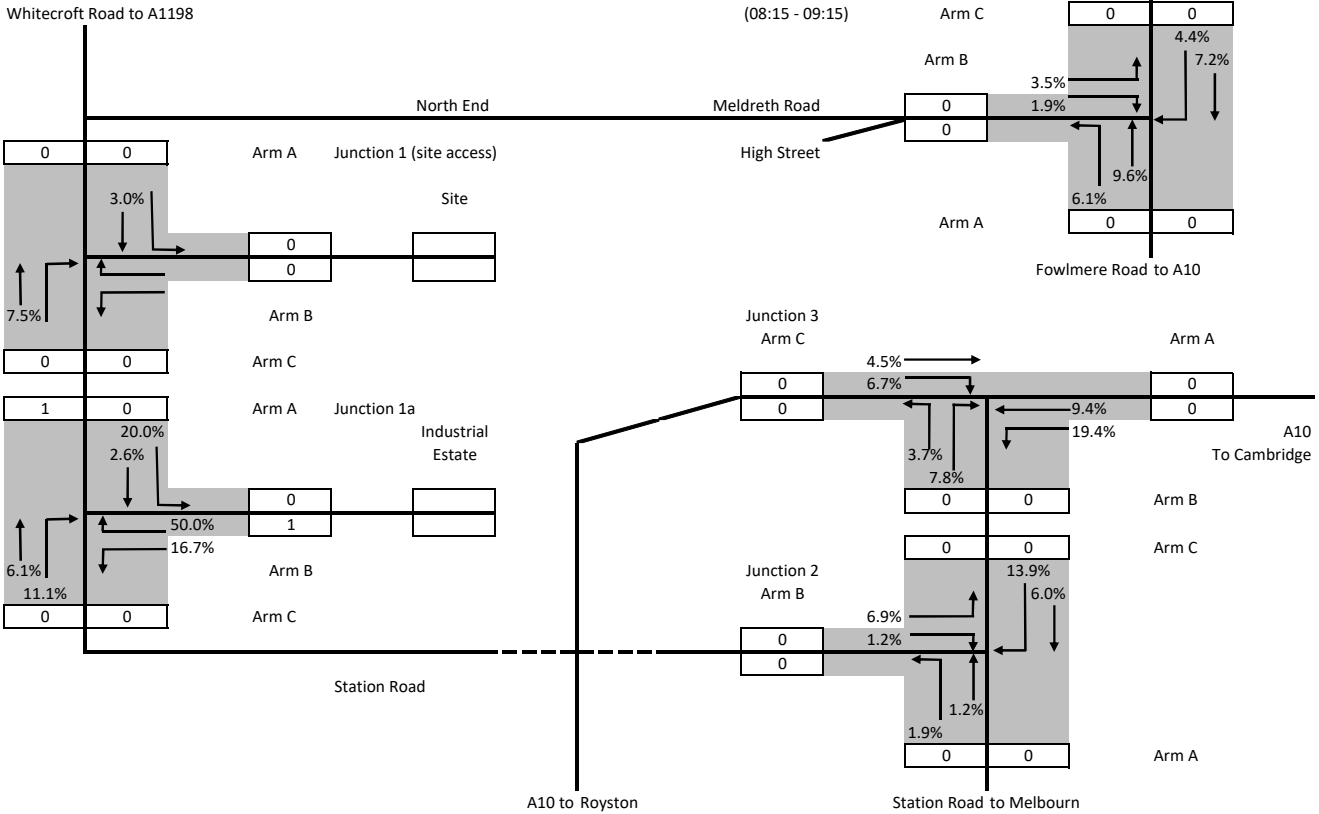 Whitecroft Road to A1198
(08:15 - 09:15)
Arm C
0 0
4.4%
7.2%
Arm B
3.5%
1.9%
North End
Meldreth Road
0
0
High Street
9.6%
6.1%
Arm A
0 0
Fowlmere Road to A10
0 0
Arm A
Junction 1 (site access)
3.0%
Site
0
0
7.5%
Arm B
0 0
Arm C
1 0
Arm A
Junction 1a
20.0%
2.6%
Industrial
Estate
0
1
50.0%
16.7%
6.1%
11.1%
Arm B
0 0
Arm C
Station Road
Junction 3
Arm C
4.5%
6.7%
0
0
Arm A
0
0
9.4%
19.4%
A10
To Cambridge
3.7%
7.8%
0 0
Arm B
0 0
Arm C
Junction 2
Arm B
13.9%
6.0%
6.9%
1.2%
0
0
1.2%
1.9%
0 0
Arm A
A10 to Royston
Station Road to Melbourn